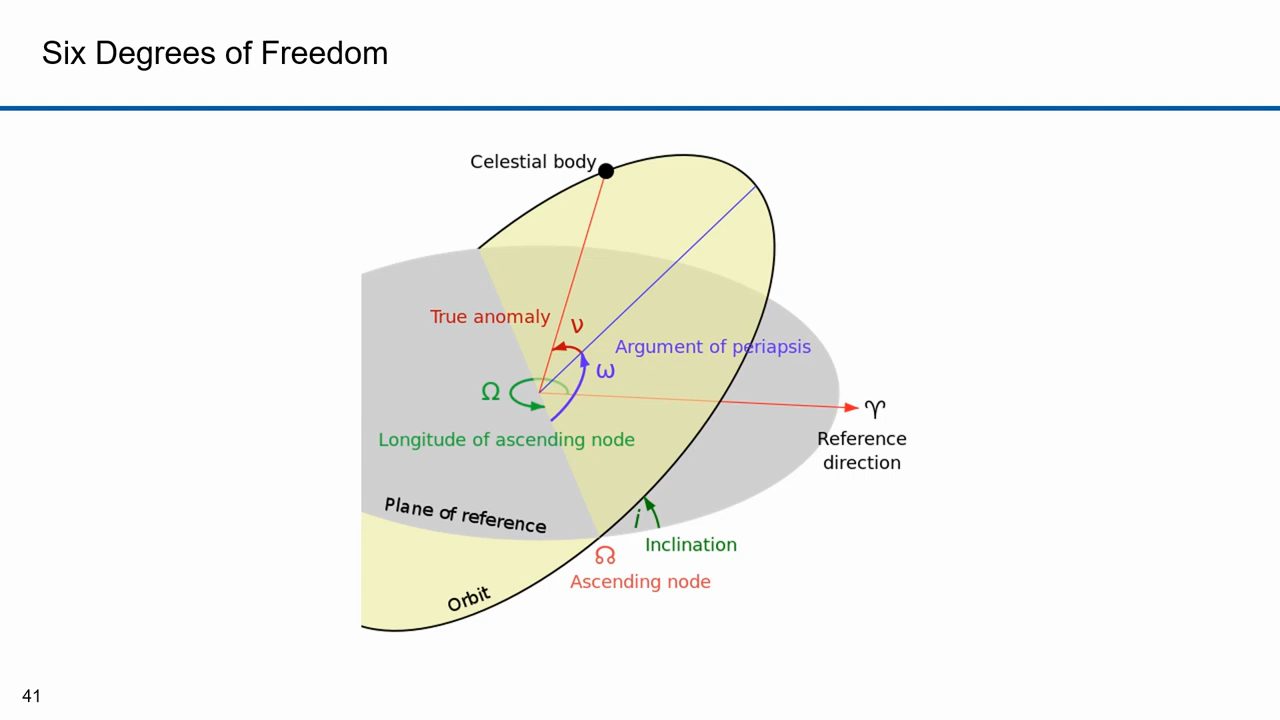 Six Degrees of Freedom
Celestial body
True anomaly
ν
Argument of periapsis
ω
Ω
♈
Longitude of ascending node
Reference
direction
Plane of reference
i
Inclination
☊
Ascending node
Orbit
41